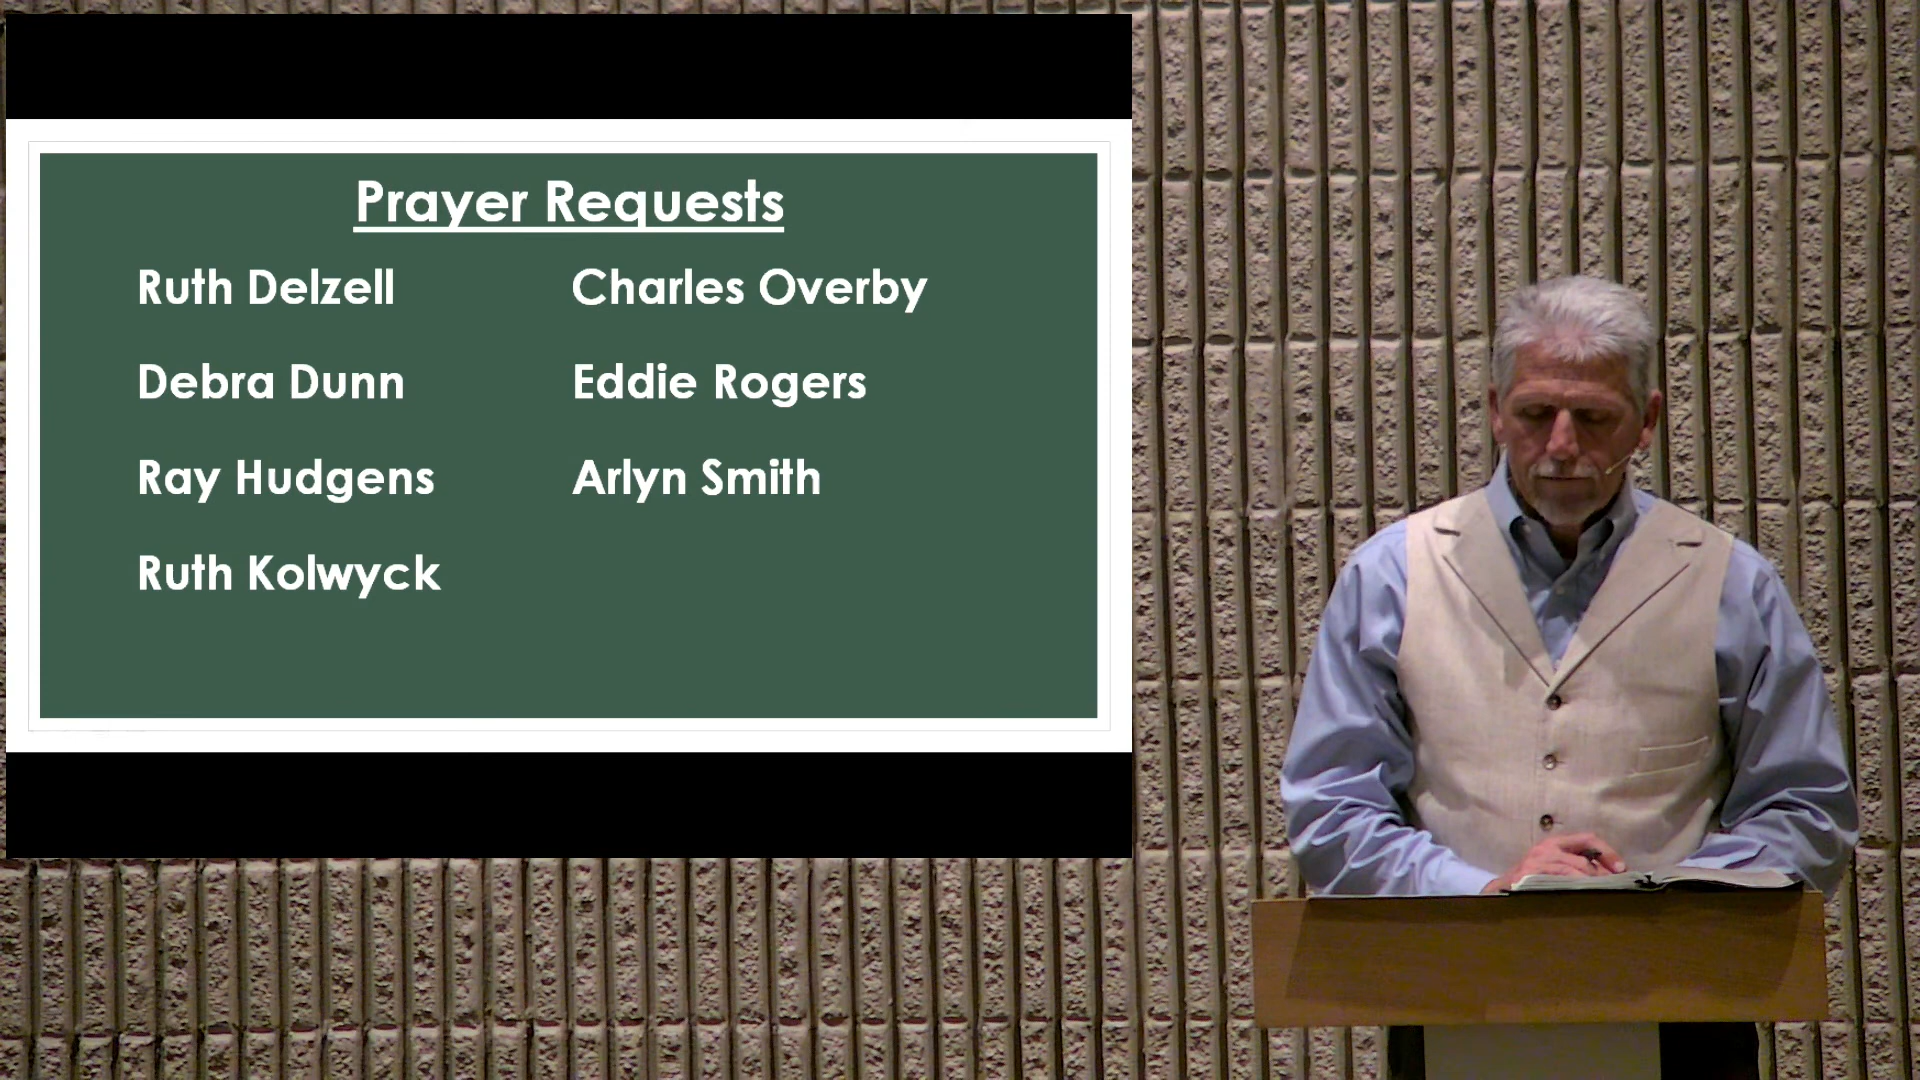 Prayer Requests
Ruth Delzell
Debra Dunn
Ray Hudgens
Ruth Kolwyck
Charles Overby
Eddie Rogers
Arlyn Smith